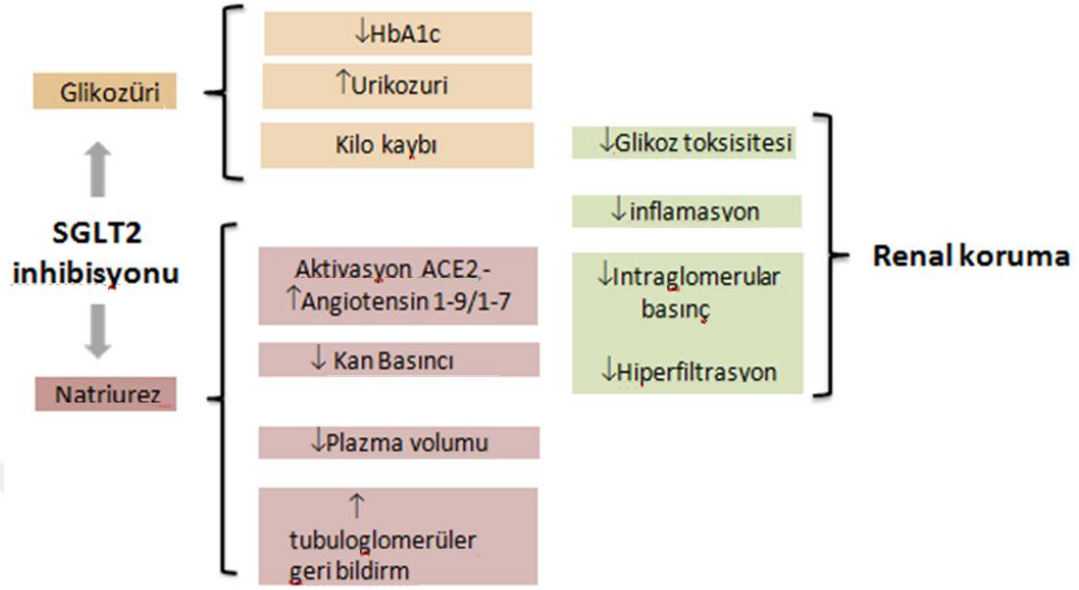 Glikozüri
↓HbA1c
↑Urikozuri
Kilo kaybı
SGLT2
inhibisyonu
Natriurez
Aktivasyon ACE2,-
↑Angiotensin 1-9/1-7
↓ Kan Basıncı
↓Plazma volumu
↑
tubuloglomerüler
geri bildirm
↓Glikoz toksisitesi
↓inflamasyon
↓Intraglomerular
basınç
↓Hiperfiltrasyon
Renal koruma